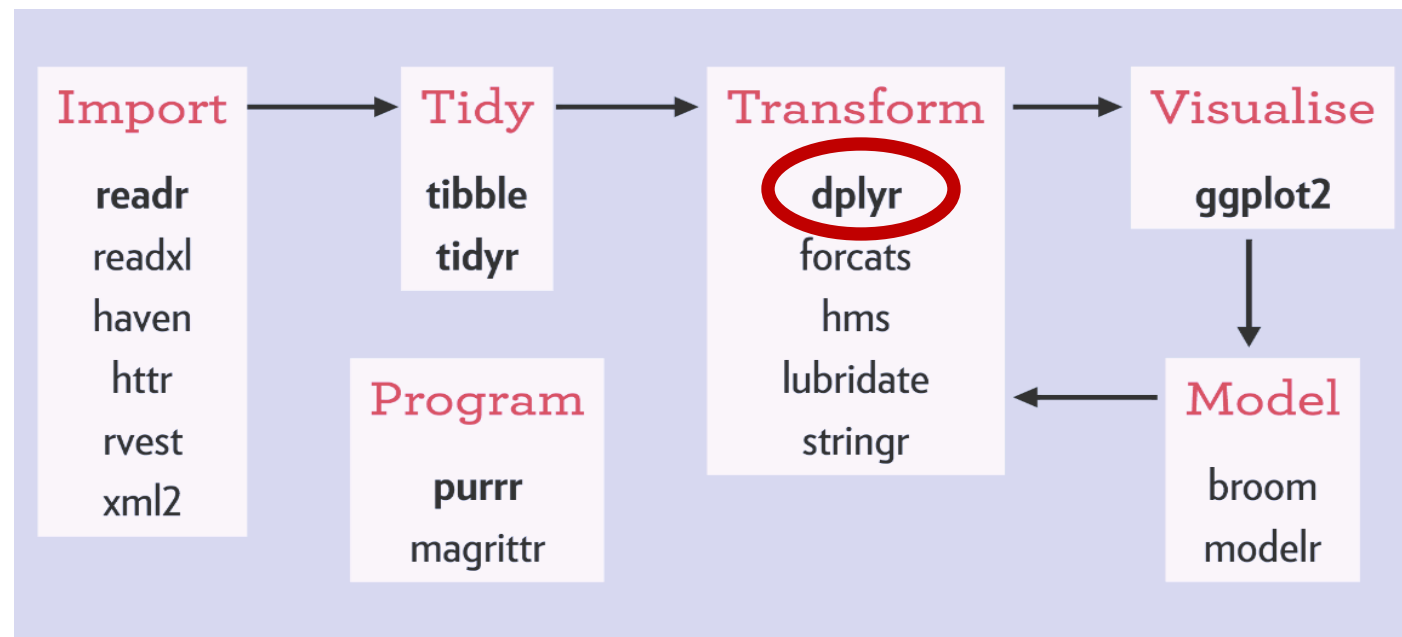 Import
readr
readxl
haven
httr
rvest
xml2
Tidy
tibble
tidyr
Program
purrr
magrittr
Transform
dplyr
forcats
hms
lubridate
stringr
Visualise
ggplot2
Model
broom
modelr